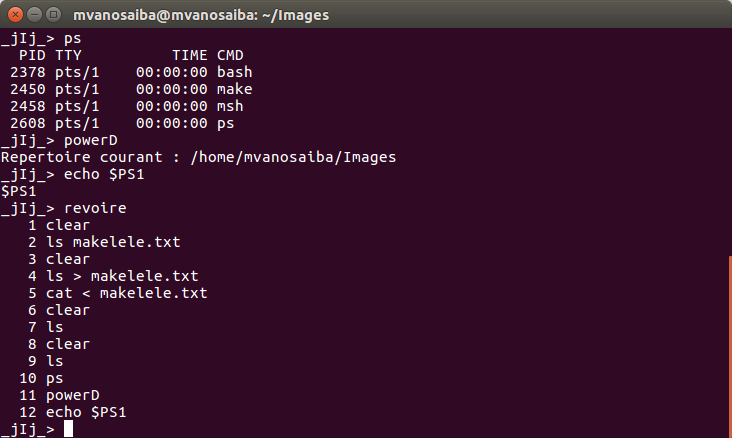 mvanosaiba@mvanosaiba: ~/Images
_jIj_> ps
  PID TTY          TIME CMD
 2378 pts/1    00:00:00 bash
 2450 pts/1    00:00:00 make
 2458 pts/1    00:00:00 msh
 2608 pts/1    00:00:00 ps
_jIj_> powerD
Repertoire courant : /home/mvanosaiba/Images
_jIj_> echo $PS1
$PS1
_jIj_> revoire
   1 clear
   2 ls makelele.txt
   3 clear
   4 ls > makelele.txt
   5 cat < makelele.txt
   6 clear
   7 ls
   8 clear
   9 ls
  10 ps
  11 powerD
  12 echo $PS1
_jIj_>